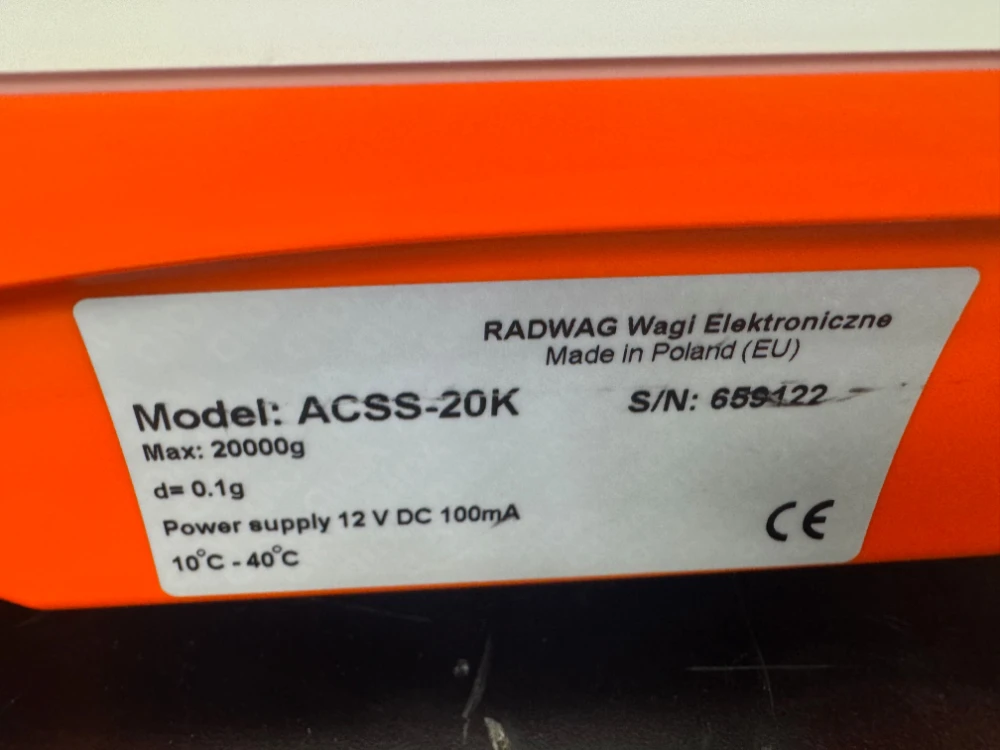 RADWAG Wagi Elektroniczne
Made in Poland (EU)
Model: ACSS-20K
S/N: 659122
Max: 20000g
d= 0.1g
Power supply 12 V DC 100mA
10°C - 40°C
CE